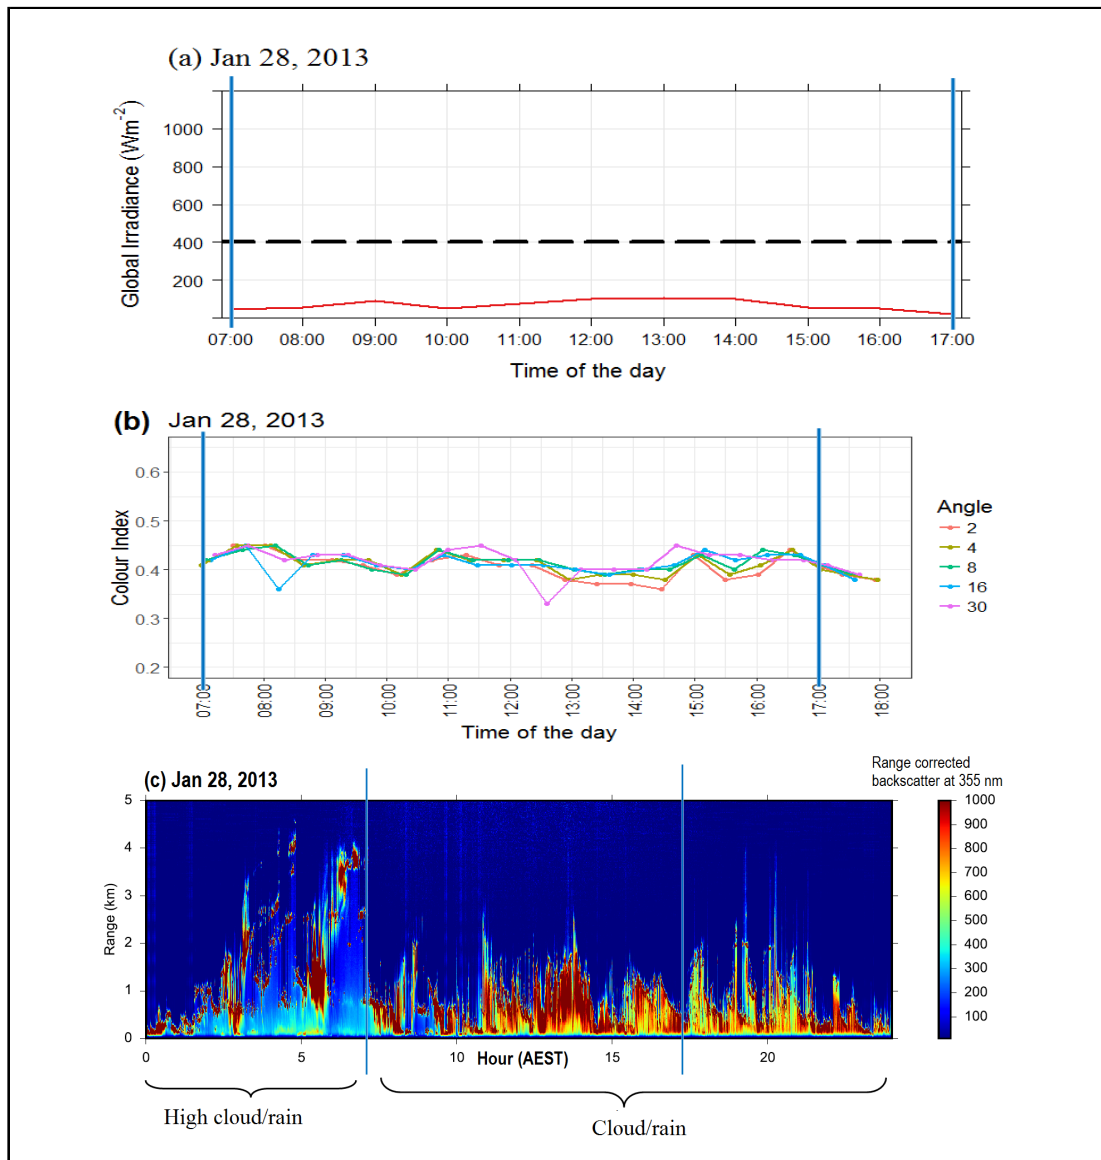 (a) Jan 28, 2013
Global Irradiance (Wm-2)
1000
800
600
400
200
07:00 08:00 09:00 10:00 11:00 12:00 13:00 14:00 15:00 16:00 17:00
Time of the day
(b) Jan 28, 2013
Colour Index
0.6
0.5
0.4
0.3
0.2
07:00 08:00 09:00 10:00 11:00 12:00 13:00 14:00 15:00 16:00 17:00 18:00
Time of the day
Angle
2
4
8
16
30
(c) Jan 28, 2013
Range corrected
backscatter at 355 nm
Range (km)
5
4
3
2
1
0
0 5 10 15 20
Hour (AEST)
1000
900
800
700
600
500
400
300
200
100
High cloud/rain
Cloud/rain